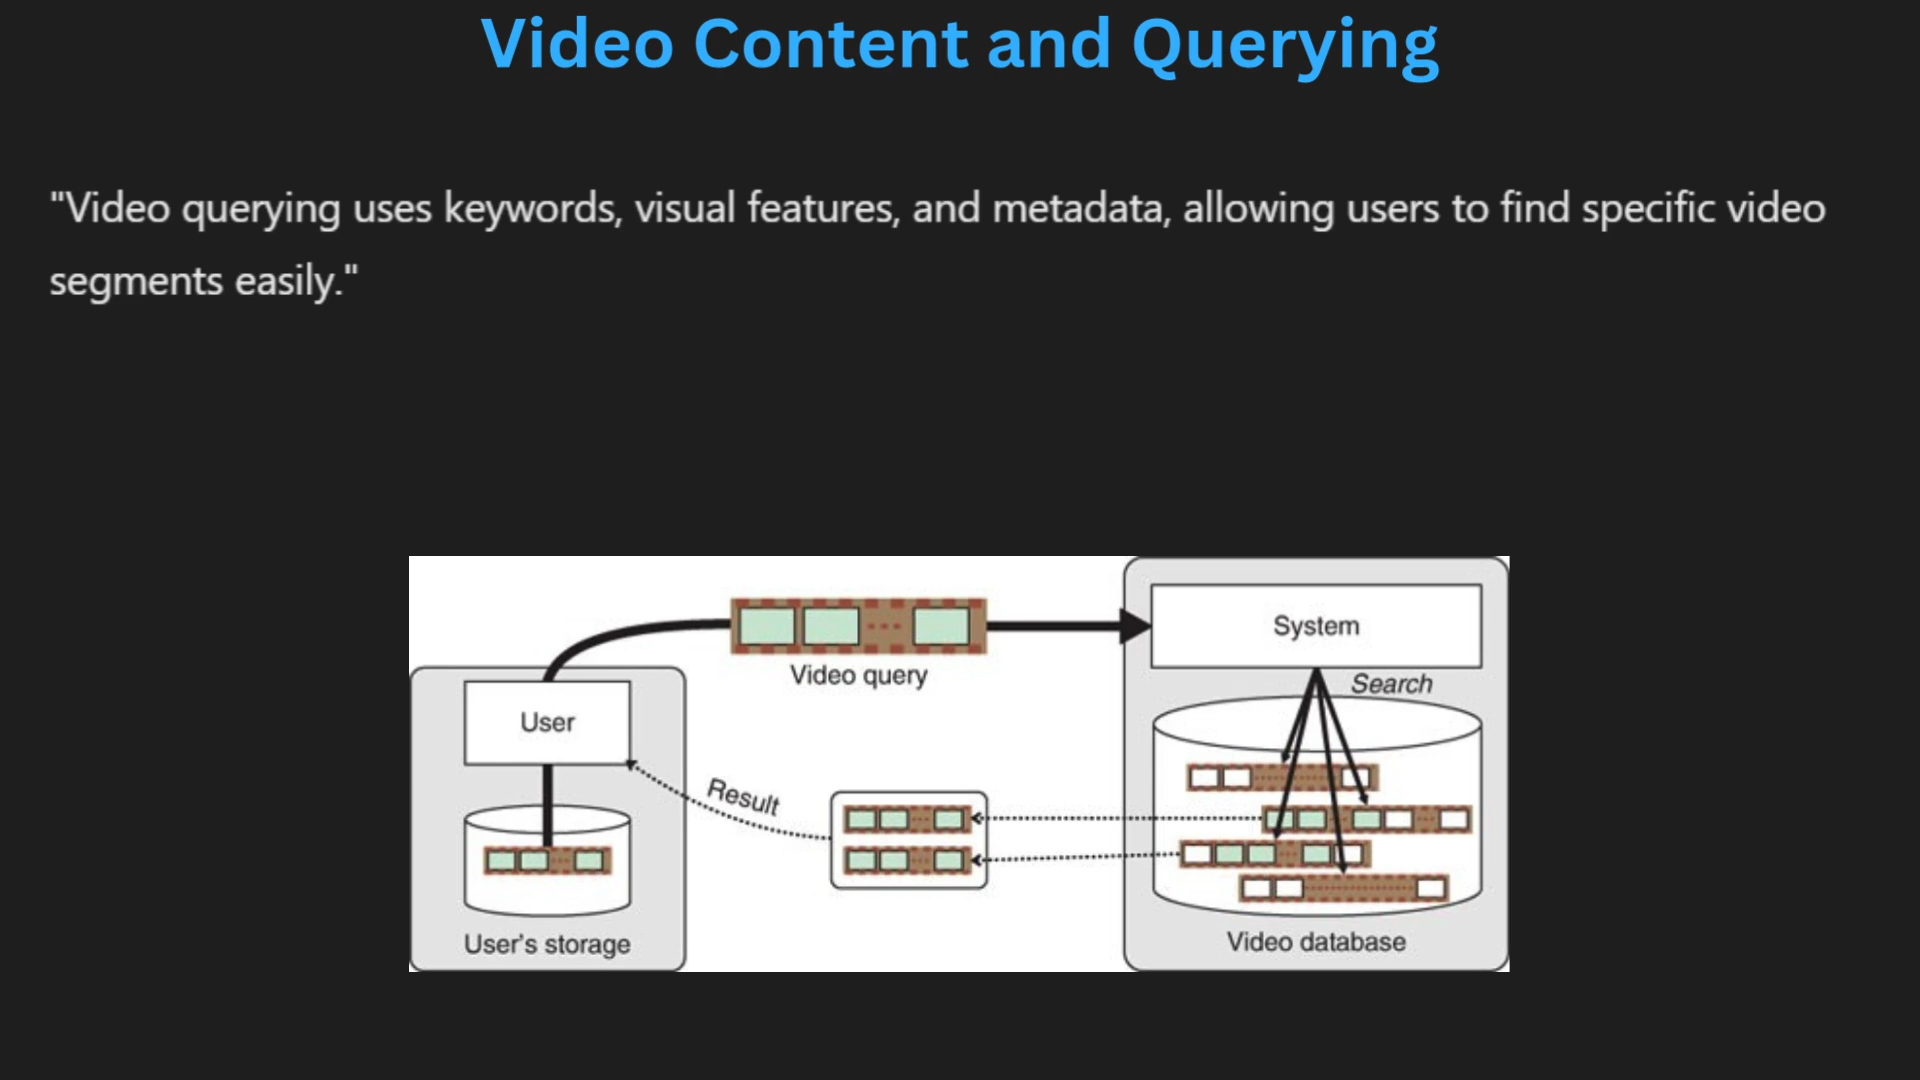 Video Content and Querying
"Video querying uses keywords, visual features, and metadata, allowing users to find specific video
segments easily."
System
Video query
Search
User
Result
User's storage
Video database